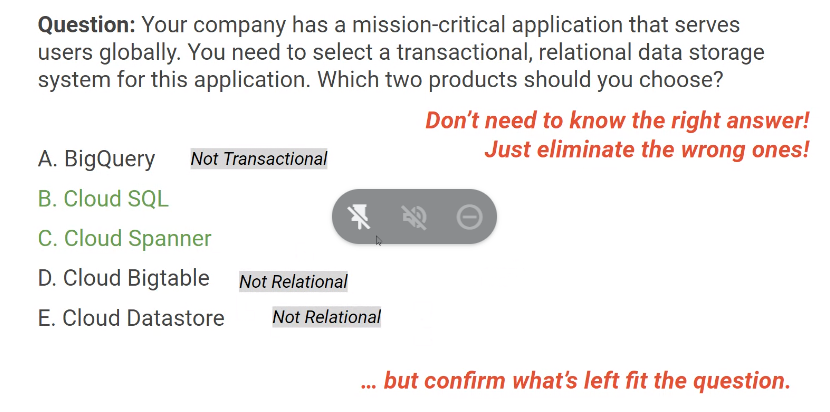 Question: Your company has a mission-critical application that serves
users globally. You need to select a transactional, relational data storage
system for this application. Which two products should you choose?
Don't need to know the right answer!
Just eliminate the wrong ones!
A. BigQuery Not Transactional
B. Cloud SQL
C. Cloud Spanner
D. Cloud Bigtable Not Relational
E. Cloud Datastore Not Relational
... but confirm what's left fit the question.